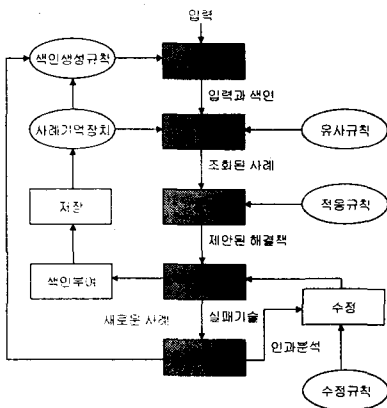 입력
색인생성규칙
입력과 색인
사례기억장치
유사규칙
조회된 사례
저장
적용규칙
제안된 해결책
색인부여
수정
새로운 사례
실패기술
인과분석
수정규칙